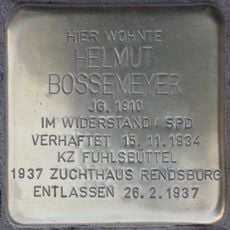 HIER WOHNTE
HELMUT
BOSSEMEYER
JG. 1910
IM WIDERSTAND / SPD
VERHAFTET 15.11.1934
KZ FUHLSBÜTTEL
1937 ZUCHTHAUS RENDSBURG
ENTLASSEN 26.2.1937